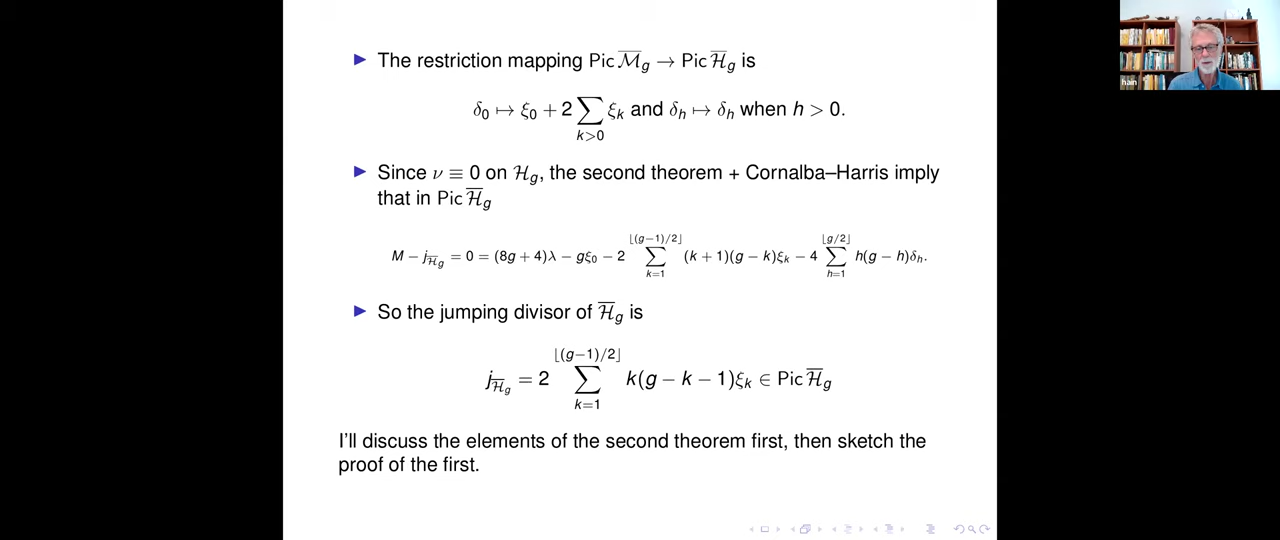 The restriction mapping Pic M̅_g → Pic H̅_g is
δ₀ ↦ ξ₀ + 2 ∑_{k>0} ξ_k and δ_h ↦ δ_h when h > 0.
Since ν ≡ 0 on H_g, the second theorem + Cornalba–Harris imply
that in Pic H̅_g
M − j_{H̅_g} = 0 = (8g + 4)λ − gξ₀ − 2 ∑_{k=1}^{⌊(g−1)/2⌋} (k + 1)(g − k)ξ_k − 4 ∑_{h=1}^{⌊g/2⌋} h(g − h)δ_h.
So the jumping divisor of H̅_g is
j_{H̅_g} = 2 ∑_{k=1}^{⌊(g−1)/2⌋} k(g − k − 1)ξ_k ∈ Pic H̅_g
I'll discuss the elements of the second theorem first, then sketch the
proof of the first.
hain